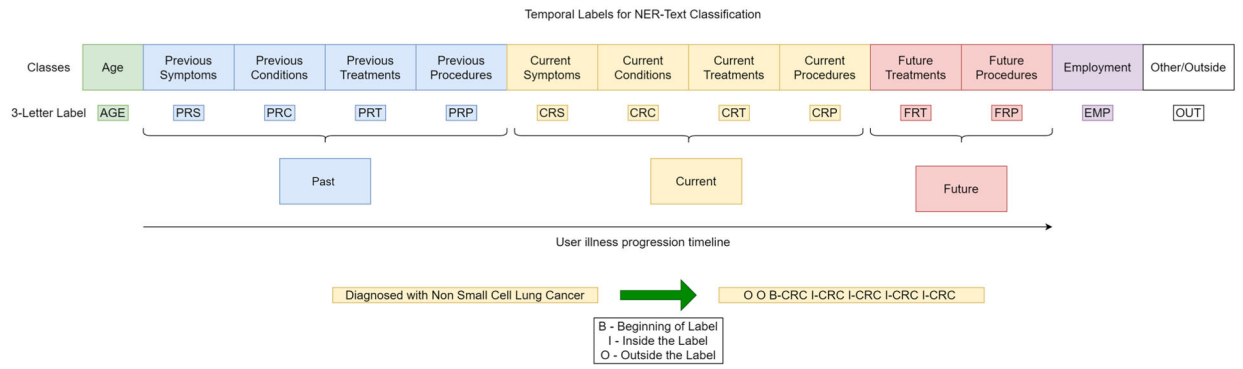 Temporal Labels for NER-Text Classification
Classes
Age
Previous
Symptoms
Previous
Conditions
Previous
Treatments
Previous
Procedures
Current
Symptoms
Current
Conditions
Current
Treatments
Current
Procedures
Future
Treatments
Future
Procedures
Employment
Other/Outside
3-Letter Label
AGE
PRS
PRC
PRT
PRP
CRS
CRC
CRT
CRP
FRT
FRP
EMP
OUT
Past
Current
Future
User illness progression timeline
Diagnosed with Non Small Cell Lung Cancer
O O B-CRC I-CRC I-CRC I-CRC I-CRC
B - Beginning of Label
I - Inside the Label
O - Outside the Label